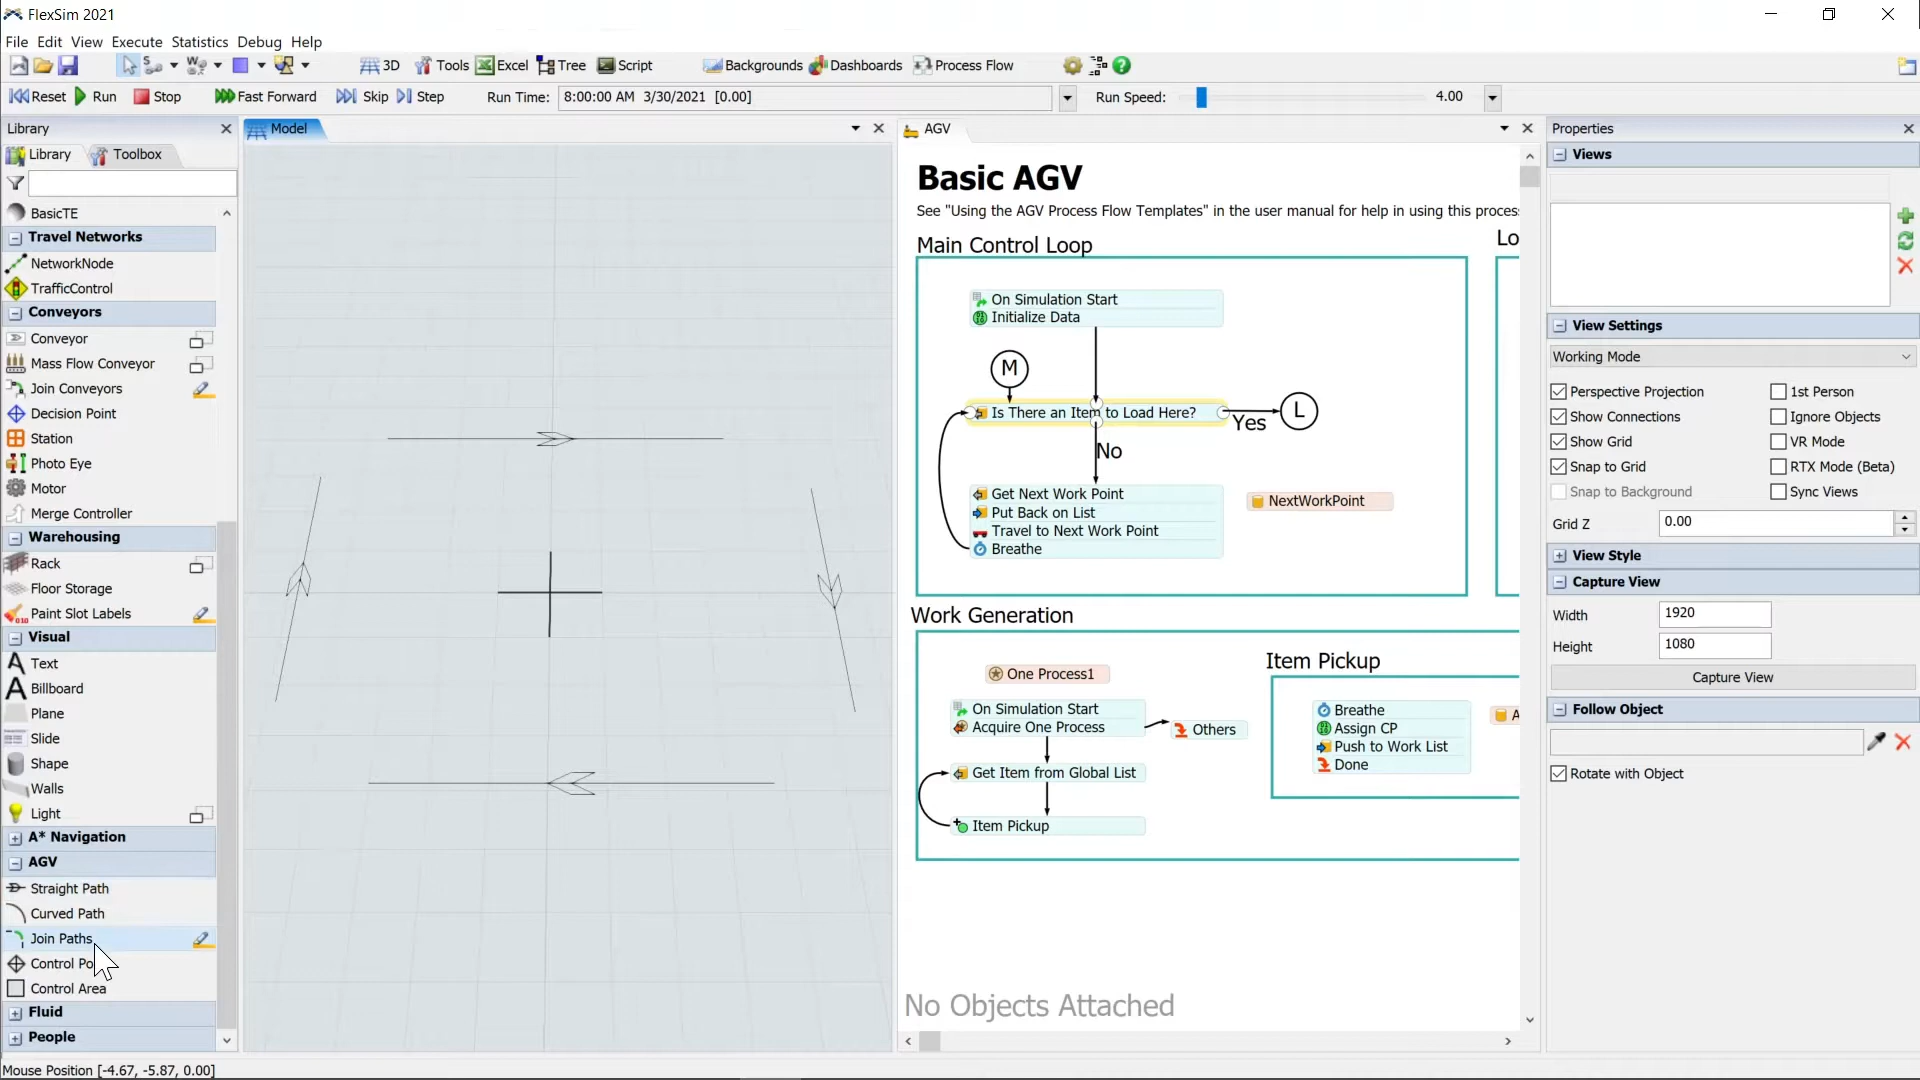 FlexSim 2021
File Edit View Execute Statistics Debug Help
3D Tools Excel Tree Script Backgrounds Dashboards Process Flow
Reset Run Stop Fast Forward Skip Step Run Time: 8:00:00 AM 3/30/2021 [0.00] Run Speed: 4.00
Library
Library Toolbox
BasicTE
Travel Networks
NetworkNode
TrafficControl
Conveyors
Conveyor
Mass Flow Conveyor
Join Conveyors
Decision Point
Station
Photo Eye
Motor
Merge Controller
Warehousing
Rack
Floor Storage
Paint Slot Labels
Visual
Text
Billboard
Plane
Slide
Shape
Walls
Light
A* Navigation
AGV
Straight Path
Curved Path
Join Paths
Control Po
Control Area
Fluid
People
Mouse Position [-4.67, -5.87, 0.00]
Model
AGV
Basic AGV
See "Using the AGV Process Flow Templates" in the user manual for help in using this proces
Main Control Loop
Lo
On Simulation Start
Initialize Data
M
Is There an Item to Load Here?
Yes
L
No
Get Next Work Point
Put Back on List
Travel to Next Work Point
Breathe
NextWorkPoint
Work Generation
One Process1
On Simulation Start
Acquire One Process
Others
Get Item from Global List
Item Pickup
Item Pickup
Breathe
Assign CP
Push to Work List
Done
A
No Objects Attached
Properties
Views
View Settings
Working Mode
Perspective Projection 1st Person
Show Connections Ignore Objects
Show Grid VR Mode
Snap to Grid RTX Mode (Beta)
Snap to Background Sync Views
Grid Z 0.00
View Style
Capture View
Width 1920
Height 1080
Capture View
Follow Object
Rotate with Object